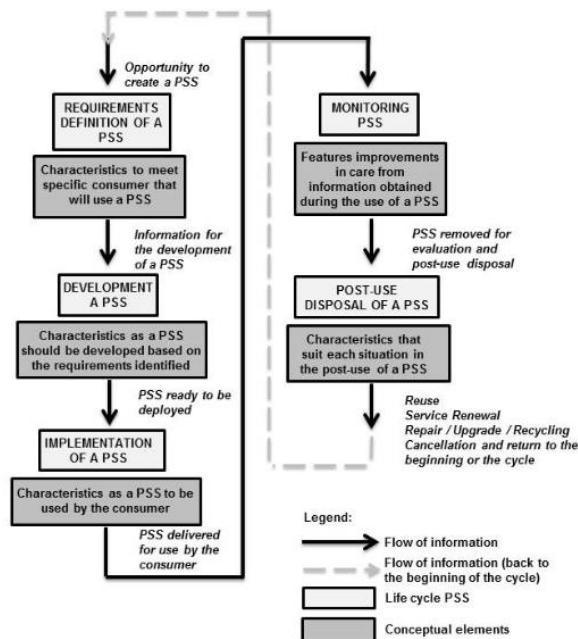 Opportunity to
create a PSS
REQUIREMENTS
DEFINITION OF A
PSS
Characteristics to meet
specific consumer that
will use a PSS
Information for
the development
of a PSS
DEVELOPMENT
A PSS
Characteristics as a PSS
should be developed based on
the requirements identified
PSS ready to be
deployed
IMPLEMENTATION
OF A PSS
Characteristics as a PSS to be
used by the consumer
PSS delivered
for use by the
consumer
MONITORING
PSS
Features improvements
in care from
information obtained
during the use of a PSS
PSS removed for
evaluation and
post-use disposal
POST-USE
DISPOSAL OF A PSS
Characteristics that
suit each situation in
the post-use of a PSS
Reuse
Service Renewal
Repair / Upgrade / Recycling
Cancellation and return to the
beginning or the cycle
Legend:
Flow of information
Flow of information (back to
the beginning of the cycle)
Life cycle PSS
Conceptual elements